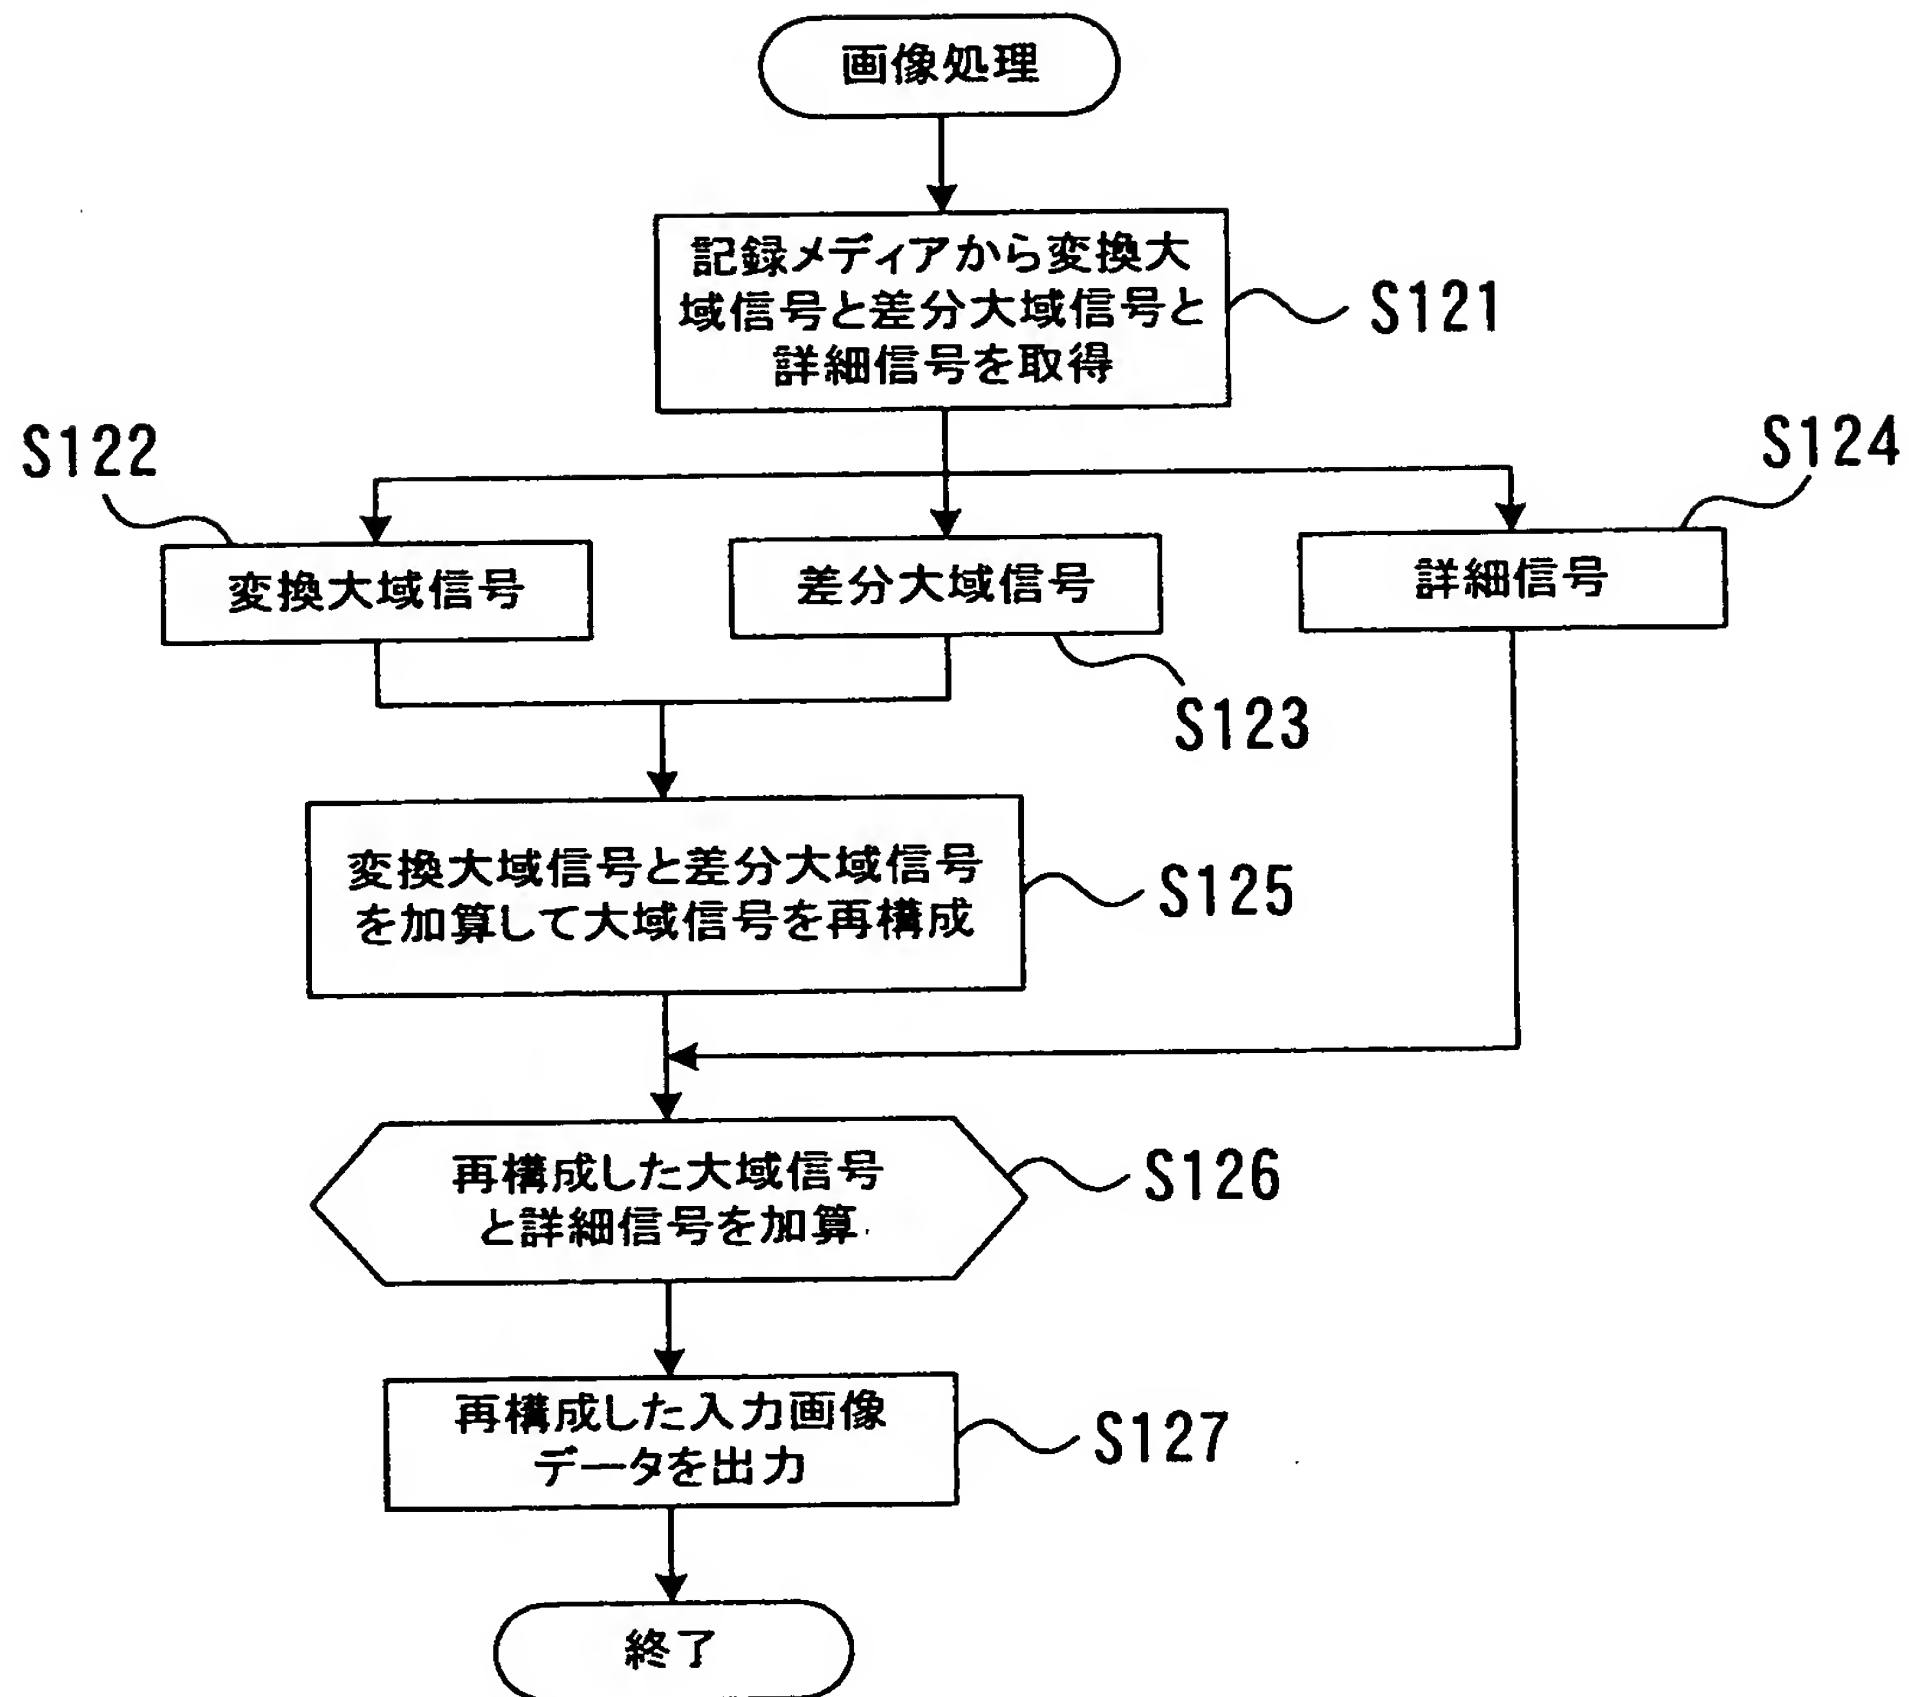 画像処理
記録メディアから変換大
域信号と差分大域信号と
詳細信号を取得
S121
S122
S124
変換大域信号
差分大域信号
詳細信号
S123
変換大域信号と差分大域信号
を加算して大域信号を再構成
S125
再構成した大域信号
と詳細信号を加算
S126
再構成した入力画像
データを出力
S127
終了